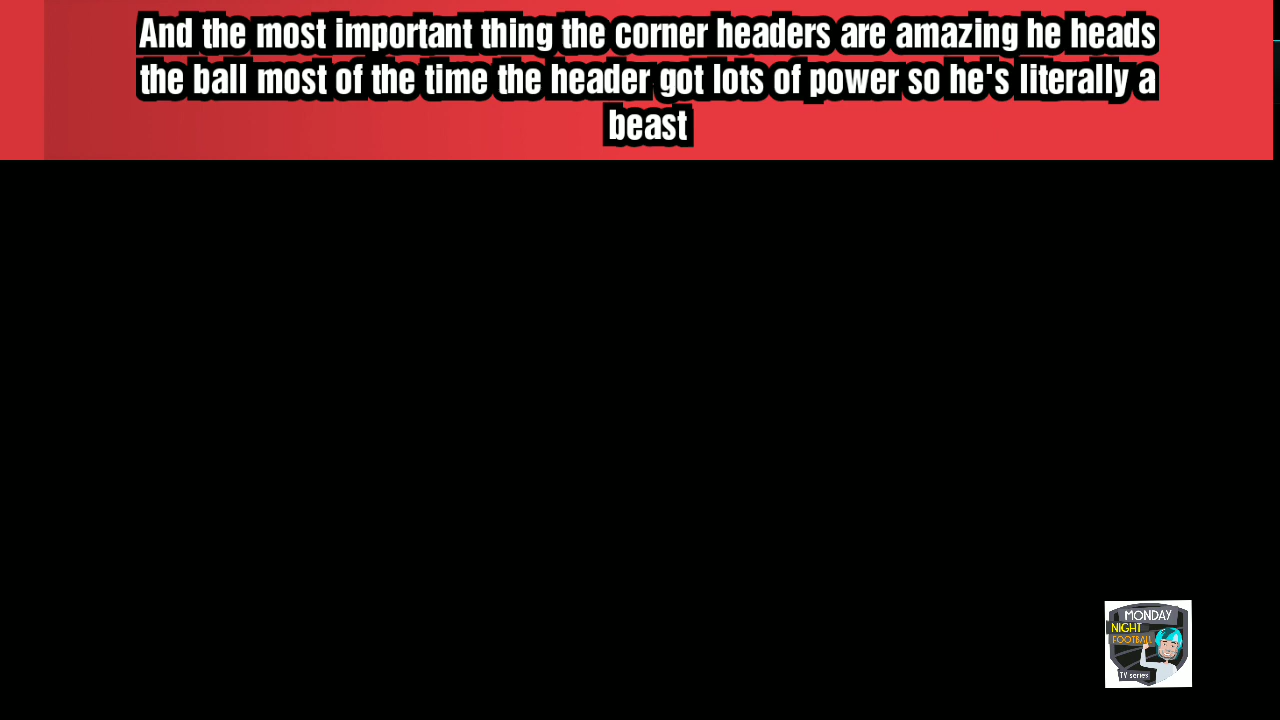 And the most important thing the corner headers are amazing he heads
the ball most of the time the header got lots of power so he's literally a
beast
MONDAY
NIGHT
FOOTBALL
TV series